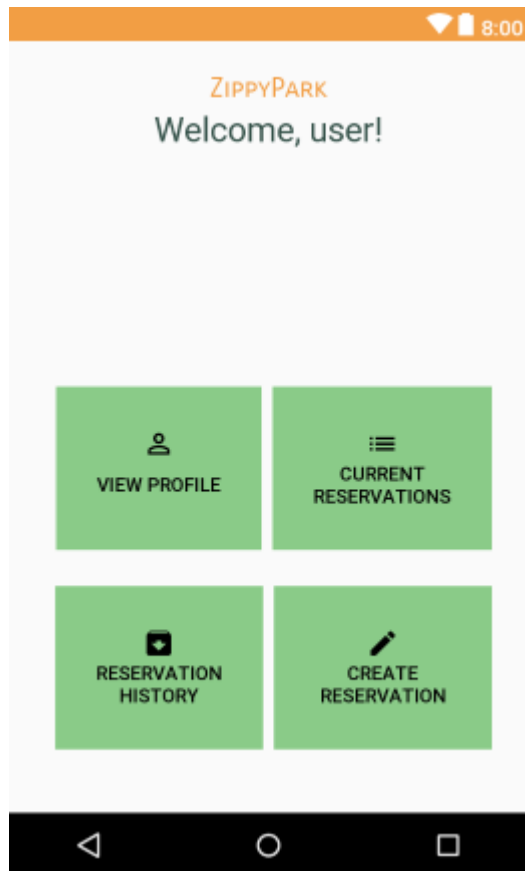 8:00
ZippyPark
Welcome, user!
VIEW PROFILE
CURRENT
RESERVATIONS
RESERVATION
HISTORY
CREATE
RESERVATION